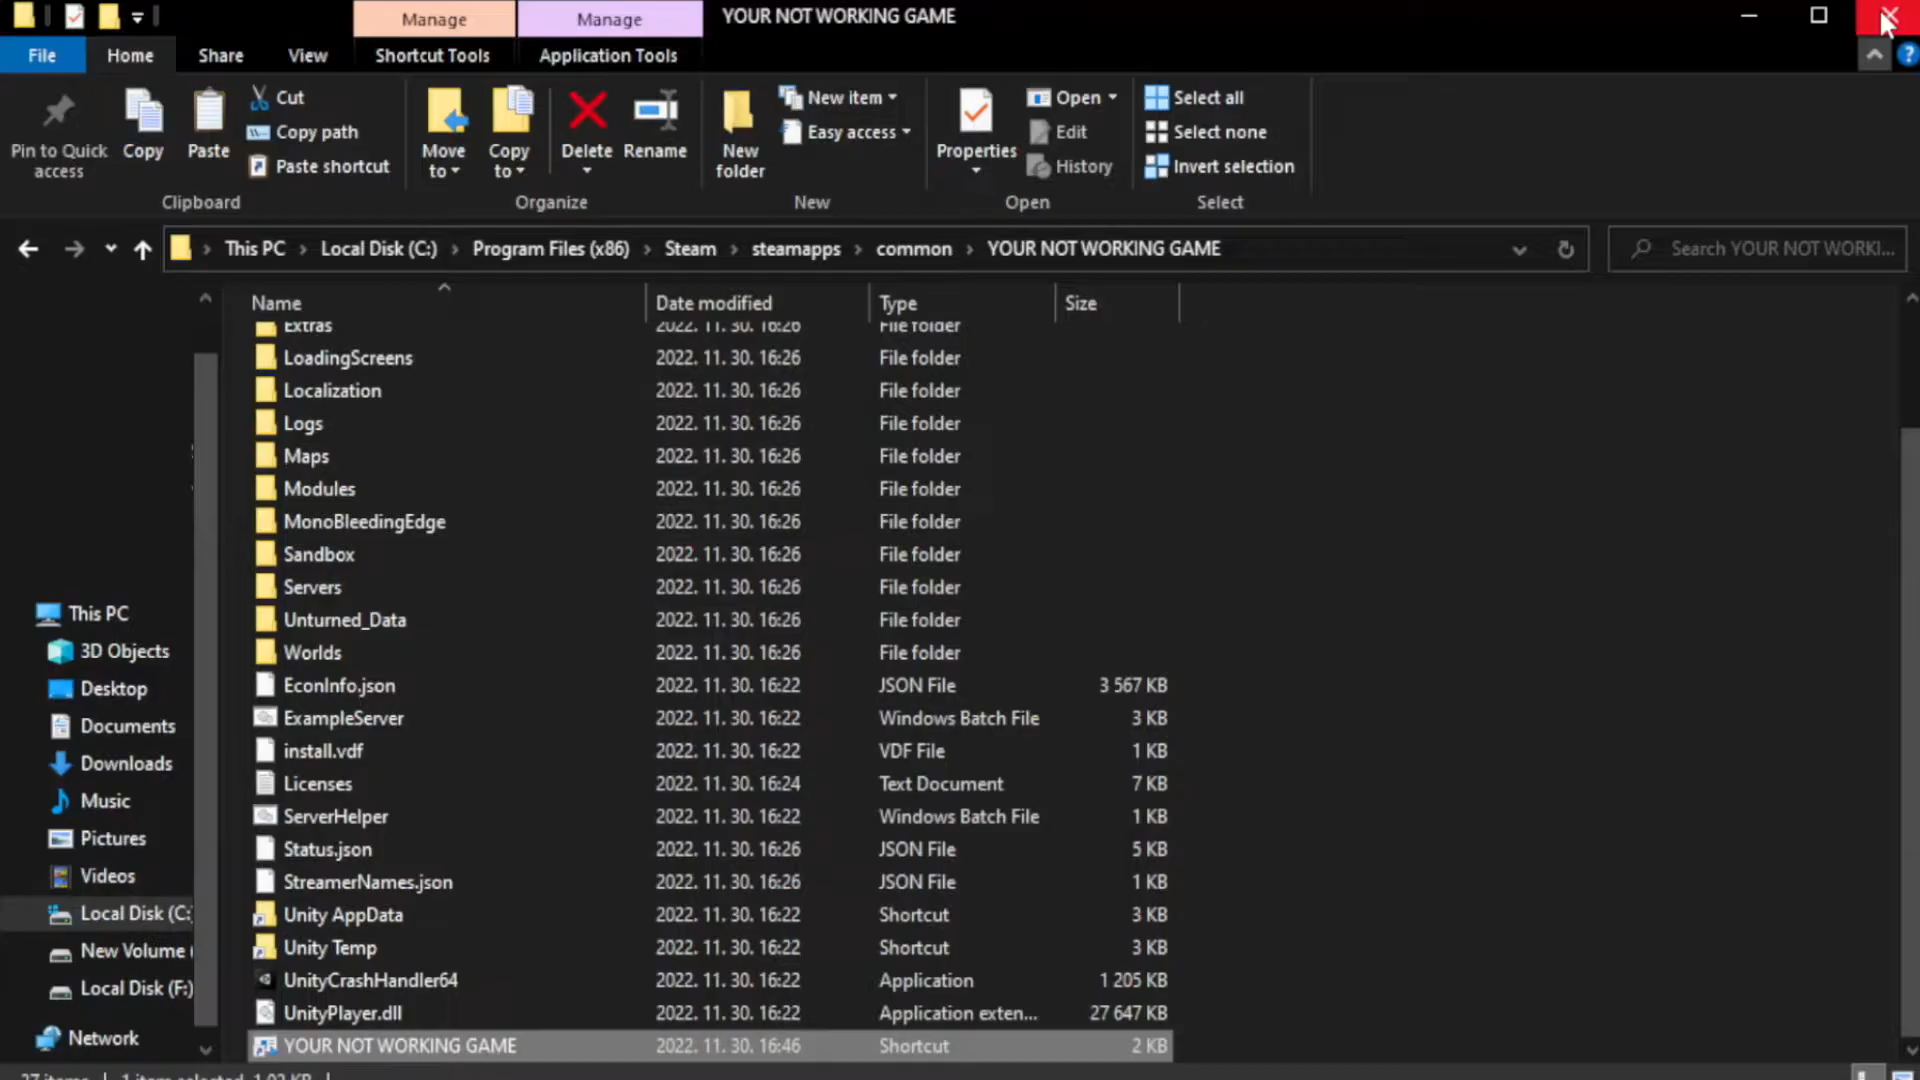 Manage
Manage
YOUR NOT WORKING GAME
File
Home
Share
View
Shortcut Tools
Application Tools
?
Pin to Quick access
Copy
Paste
Cut
Copy path
Paste shortcut
Move to
Copy to
Delete
Rename
New folder
New item
Easy access
Properties
Open
Edit
History
Select all
Select none
Invert selection
Clipboard
Organize
New
Open
Select
This PC
Local Disk (C:)
Program Files (x86)
Steam
steamapps
common
YOUR NOT WORKING GAME
Search YOUR NOT WORKI...
Name Date modified Type Size
Extras 2022. 11. 30. 16:26 File folder
LoadingScreens 2022. 11. 30. 16:26 File folder
Localization 2022. 11. 30. 16:26 File folder
Logs 2022. 11. 30. 16:26 File folder
Maps 2022. 11. 30. 16:26 File folder
Modules 2022. 11. 30. 16:26 File folder
MonoBleedingEdge 2022. 11. 30. 16:26 File folder
Sandbox 2022. 11. 30. 16:26 File folder
Servers 2022. 11. 30. 16:26 File folder
Unturned_Data 2022. 11. 30. 16:26 File folder
Worlds 2022. 11. 30. 16:26 File folder
EconInfo.json 2022. 11. 30. 16:22 JSON File 3 567 KB
ExampleServer 2022. 11. 30. 16:22 Windows Batch File 3 KB
install.vdf 2022. 11. 30. 16:22 VDF File 1 KB
Licenses 2022. 11. 30. 16:24 Text Document 7 KB
ServerHelper 2022. 11. 30. 16:22 Windows Batch File 1 KB
Status.json 2022. 11. 30. 16:26 JSON File 5 KB
StreamerNames.json 2022. 11. 30. 16:26 JSON File 1 KB
Unity AppData 2022. 11. 30. 16:22 Shortcut 3 KB
Unity Temp 2022. 11. 30. 16:22 Shortcut 3 KB
UnityCrashHandler64 2022. 11. 30. 16:22 Application 1 205 KB
UnityPlayer.dll 2022. 11. 30. 16:22 Application exten... 27 647 KB
YOUR NOT WORKING GAME 2022. 11. 30. 16:46 Shortcut 2 KB
This PC
3D Objects
Desktop
Documents
Downloads
Music
Pictures
Videos
Local Disk (C:
New Volume (
Local Disk (F:)
Network